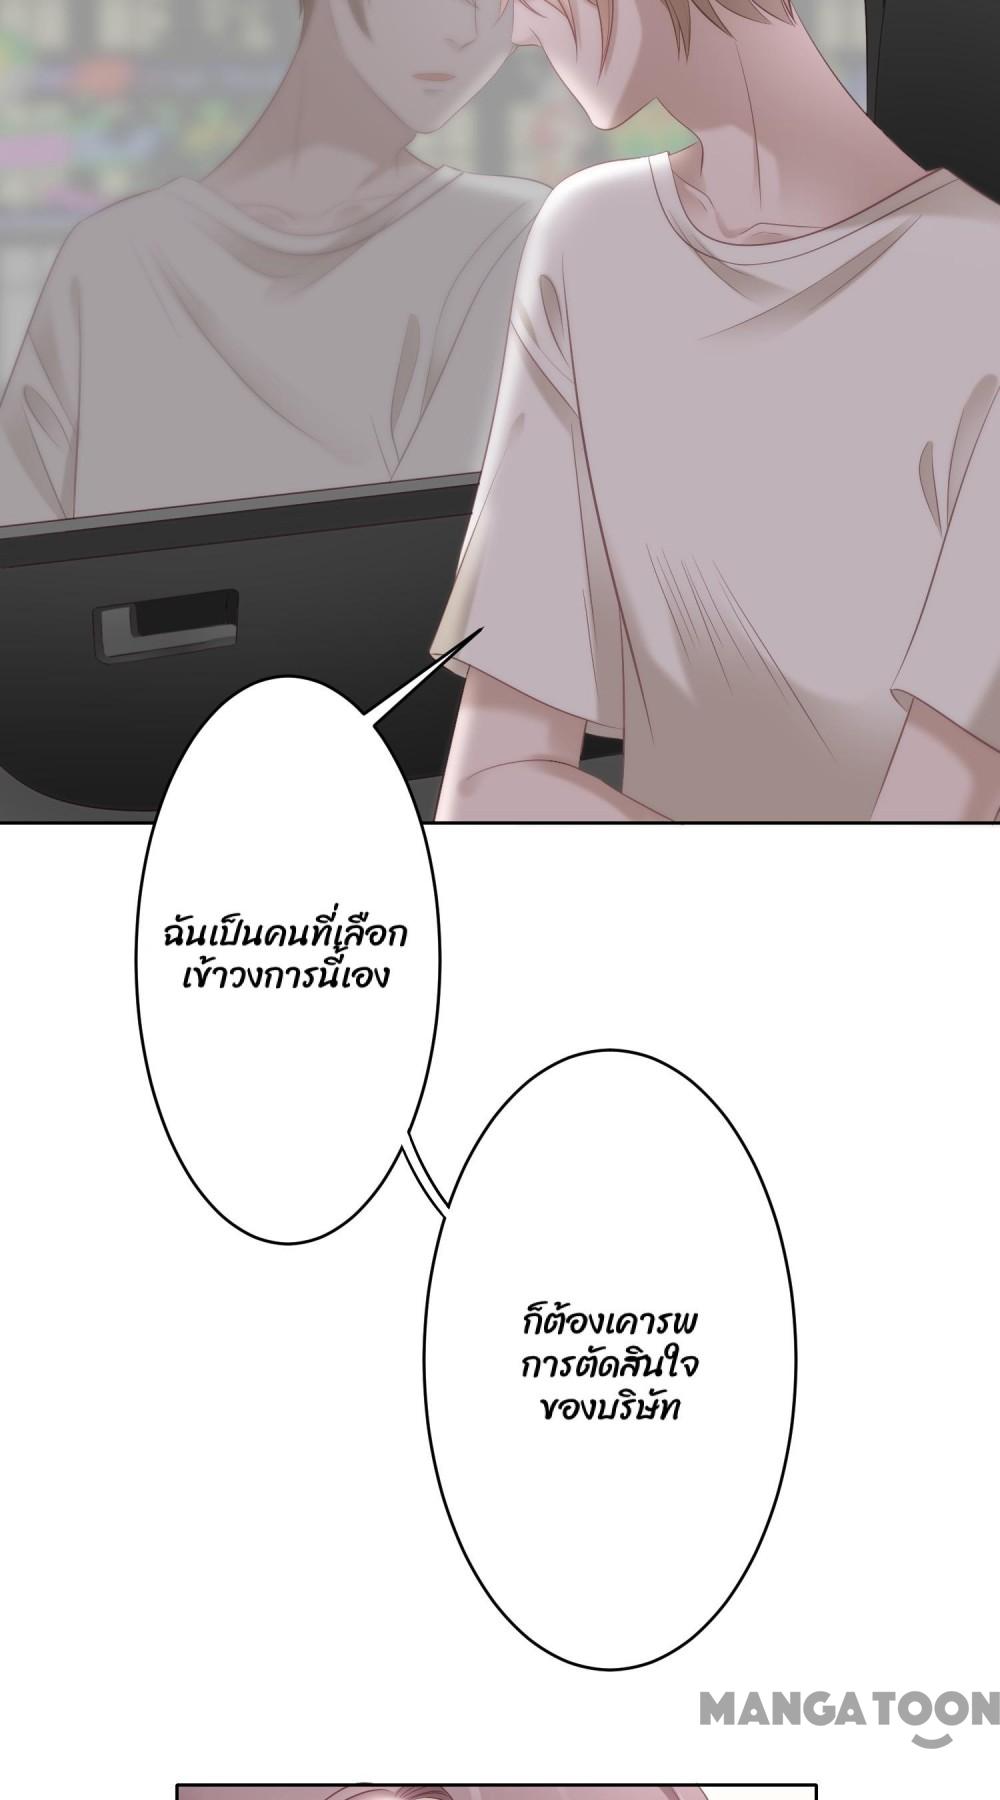 ฉันเป็นคนที่เลือก
เข้าวงการนี้เอง
ก็ต้องเคารพ
การตัดสินใจ
ของบริษัท
MANGATOON